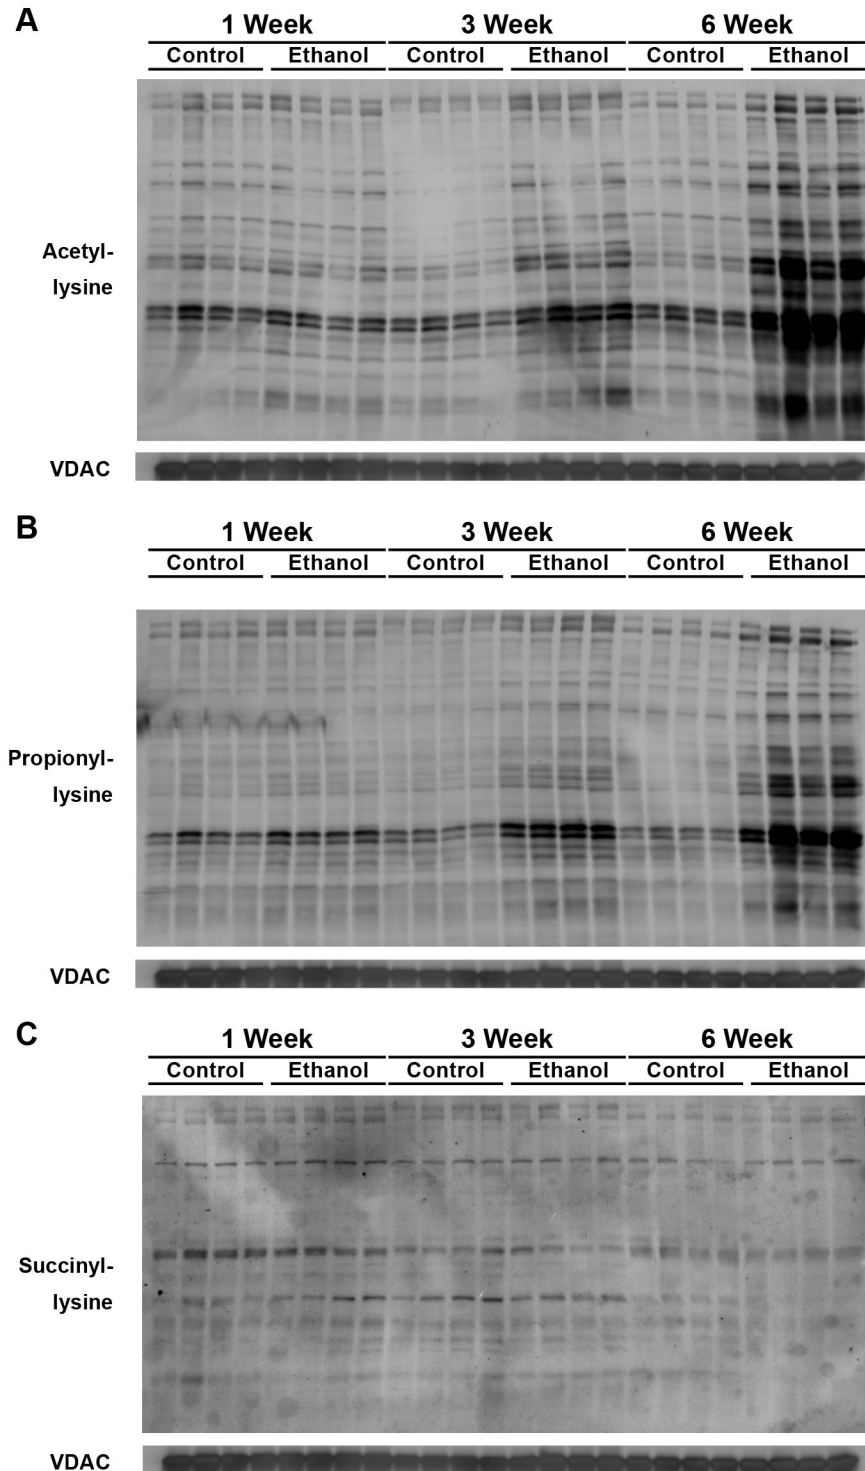 A
1 Week 3 Week 6 Week
Control Ethanol Control Ethanol Control Ethanol
Acetyl-
lysine
VDAC
B
1 Week 3 Week 6 Week
Control Ethanol Control Ethanol Control Ethanol
Propionyl-
lysine
VDAC
C
1 Week 3 Week 6 Week
Control Ethanol Control Ethanol Control Ethanol
Succinyl-
lysine
VDAC